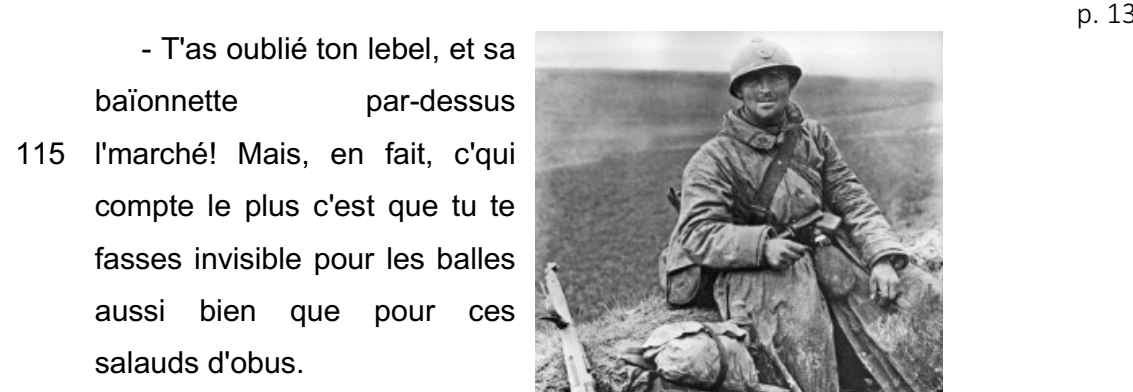 p. 13
- T'as oublié ton lebel, et sa
baïonnette par-dessus
115 l'marché! Mais, en fait, c'qui
compte le plus c'est que tu te
fasses invisible pour les balles
aussi bien que pour ces
salauds d'obus.